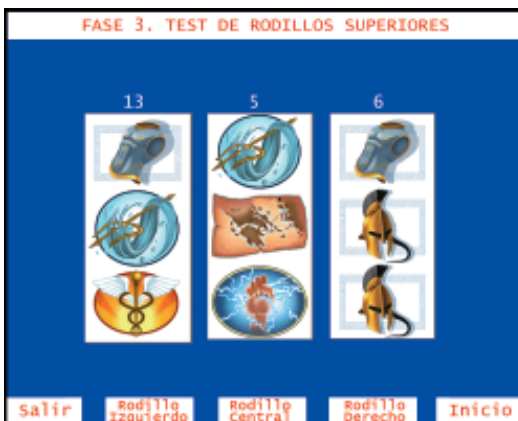 FASE 3. TEST DE RODILLOS SUPERIORES
13 5 6
Salir Rodillo Izquierdo Rodillo Central Rodillo Derecho Inicio